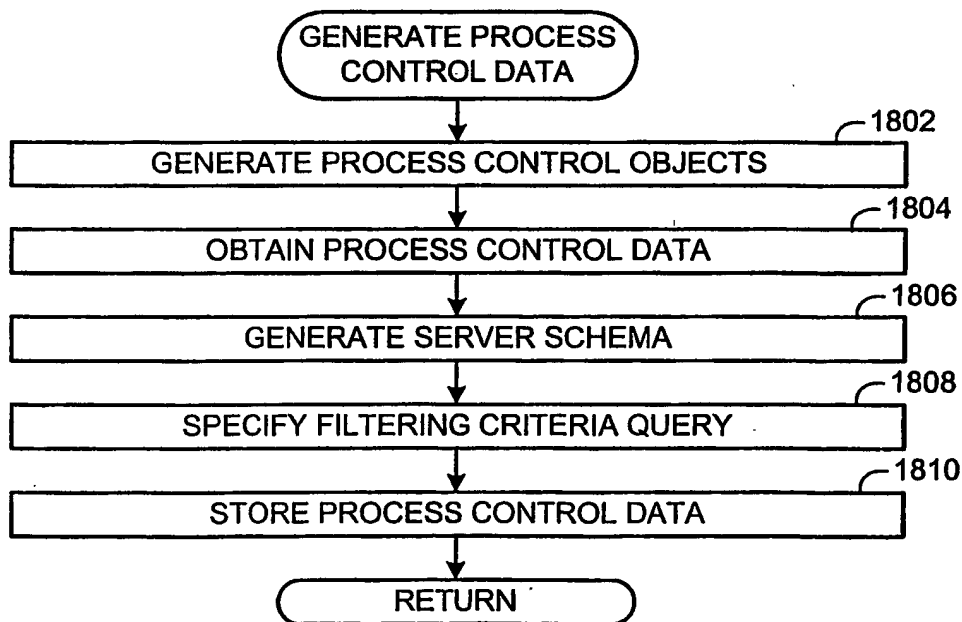 GENERATE PROCESS
CONTROL DATA
1802
GENERATE PROCESS CONTROL OBJECTS
1804
OBTAIN PROCESS CONTROL DATA
1806
GENERATE SERVER SCHEMA
1808
SPECIFY FILTERING CRITERIA QUERY
1810
STORE PROCESS CONTROL DATA
RETURN